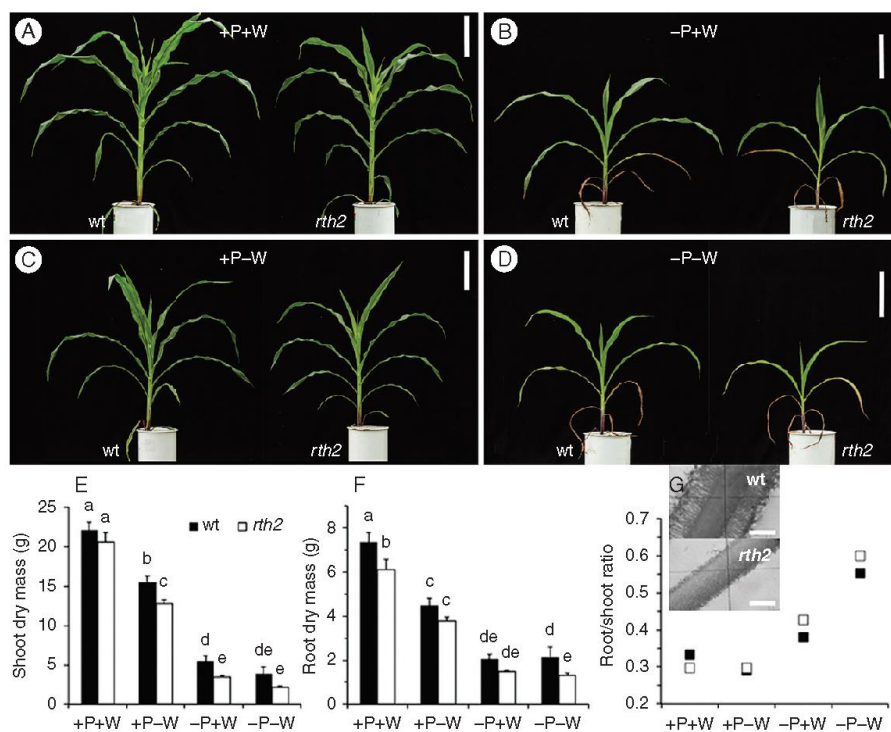 A
+P+W
wt
rth2
B
–P+W
wt
rth2
C
+P–W
wt
rth2
D
–P–W
wt
rth2
E
Shoot dry mass (g)
25
20
15
10
5
0
a
a
b
c
d
e
de
e
wt
rth2
+P+W
+P–W
–P+W
–P–W
F
Root dry mass (g)
8
6
4
2
0
a
b
c
c
de
de
d
e
+P+W
+P–W
–P+W
–P–W
G
wt
rth2
Root/shoot ratio
0.7
0.6
0.5
0.4
0.3
0.2
+P+W
+P–W
–P+W
–P–W